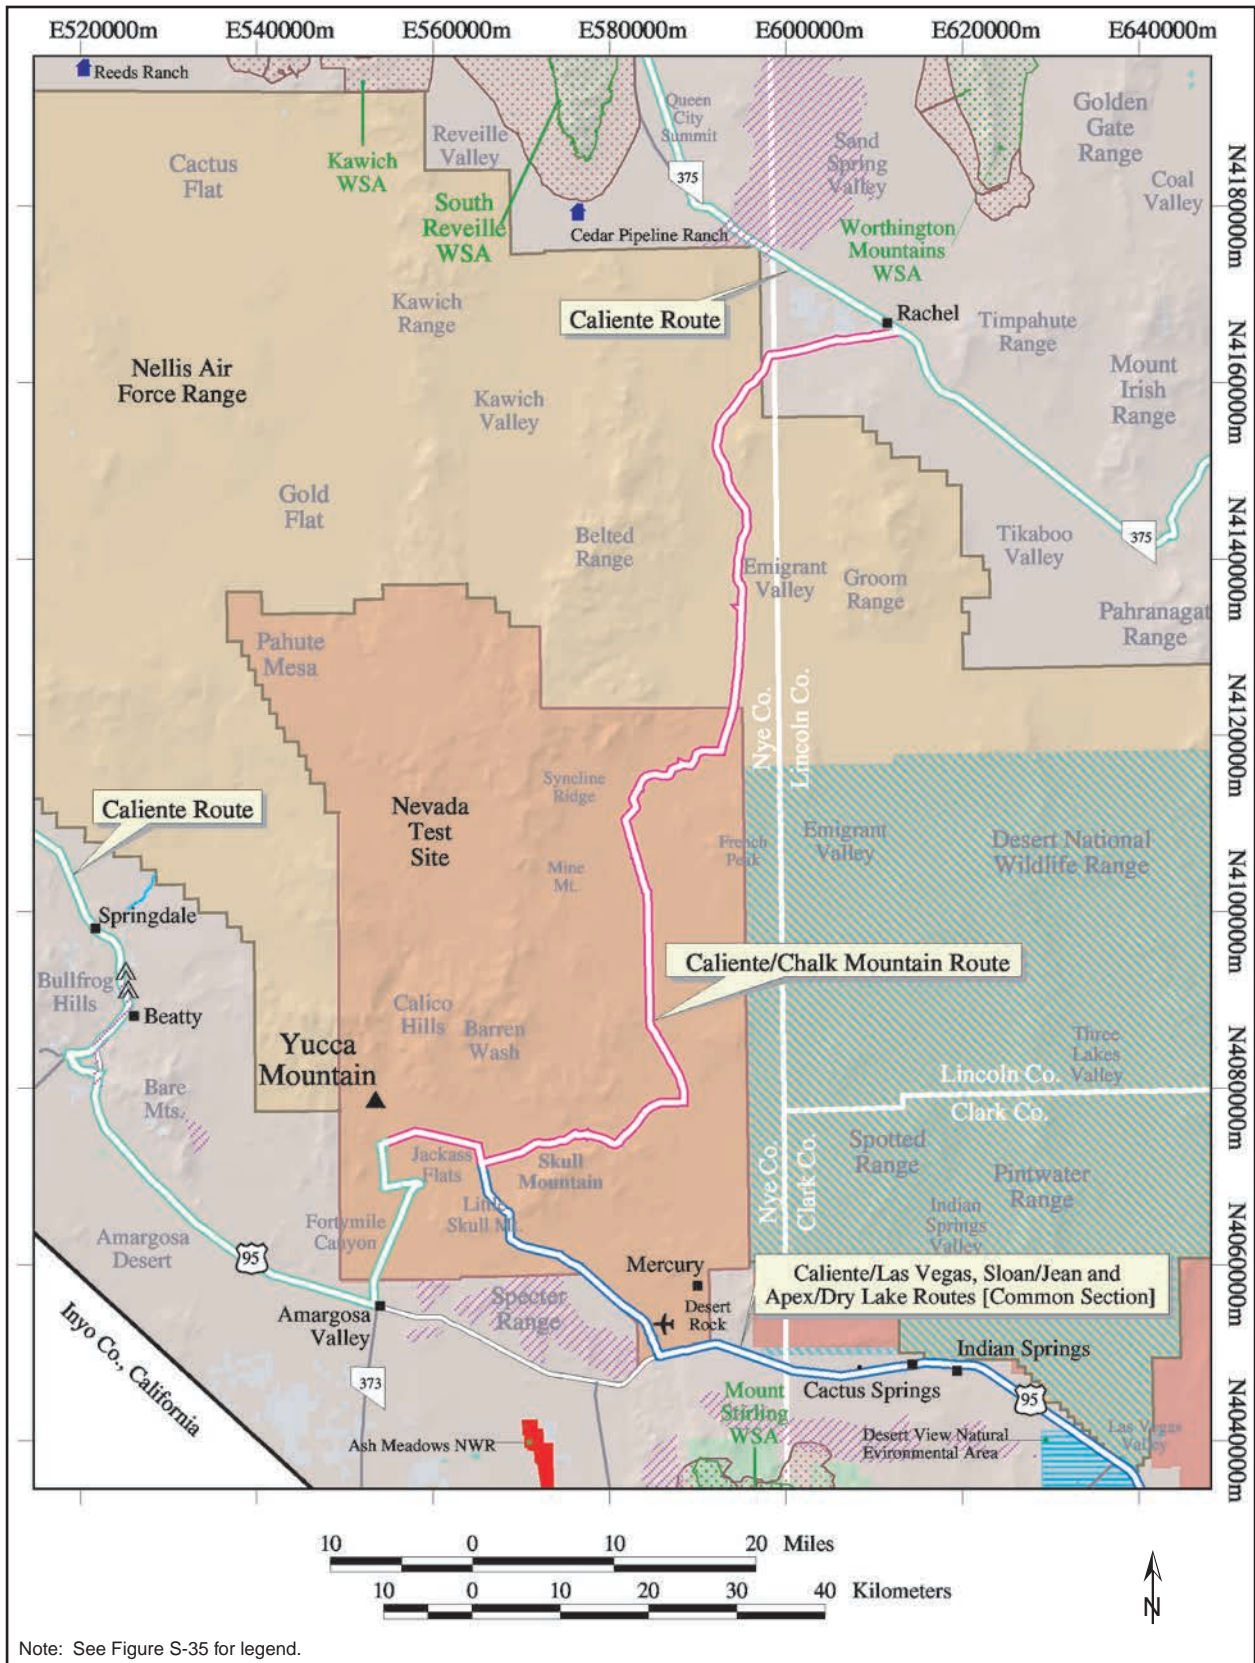 E520000m E540000m E560000m E580000m E600000m E620000m E640000m
Reeds Ranch
Cactus
Flat
Kawich
WSA
Reveille
Valley
South
Reveille
WSA
Queen
City
Summit
375
Cedar Pipeline Ranch
Sand
Spring
Valley
Golden
Gate
Range
Coal
Valley
Worthington
Mountains
WSA
N4180000m
Kawich
Range
Caliente Route
Rachel
Timpahute
Range
Nellis Air
Force Range
Mount
Irish
Range
N4160000m
Kawich
Valley
Gold
Flat
Belted
Range
Emigrant
Valley
Groom
Range
Tikaboo
Valley
375
N4140000m
Pahranagat
Range
Pahute
Mesa
Nye Co.
Lincoln Co.
N4120000m
Syncline
Ridge
Caliente Route
Nevada
Test
Site
French
Peak
Emigrant
Valley
Desert National
Wildlife Range
Mine
Mt.
Springdale
N4100000m
Bullfrog
Hills
Beatty
Caliente/Chalk Mountain Route
Calico
Hills
Barren
Wash
Yucca
Mountain
Three
Lakes
Valley
Lincoln Co.
Clark Co.
N4080000m
Bare
Mts.
Jackass
Flats
Skull
Mountain
Nye Co.
Clark Co.
Spotted
Range
Pintwater
Range
Little
Skull Mt.
Indian
Springs
Valley
Fortymile
Canyon
Amargosa
Desert
95
N4060000m
Mercury
Caliente/Las Vegas, Sloan/Jean and
Apex/Dry Lake Routes [Common Section]
Specter
Range
Desert
Rock
Amargosa
Valley
Inyo Co., California
Indian Springs
Cactus Springs
373
Mount
Stirling
WSA
95
Ash Meadows NWR
Desert View Natural
Evironmental Area
Las Vegas
Valley
N4040000m
10 0 10 20 Miles
10 0 10 20 30 40 Kilometers
N
Note: See Figure S-35 for legend.